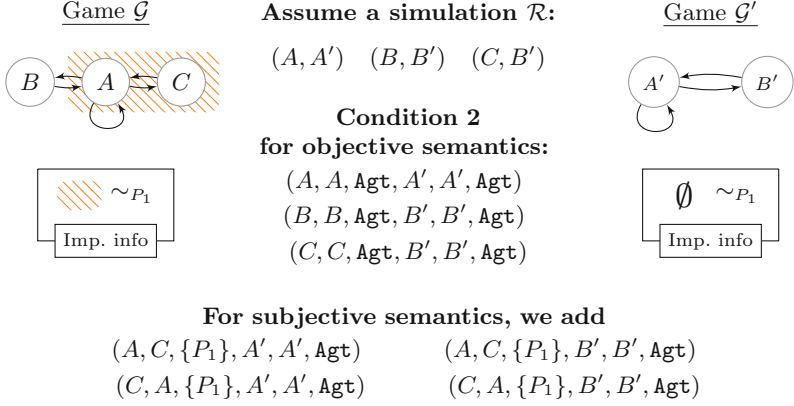 Game 𝒢
Assume a simulation ℛ:
Game 𝒢′
(A, A′) (B, B′) (C, B′)
B A C
A′ B′
Condition 2
for objective semantics:
(A, A, Agt, A′, A′, Agt)
(B, B, Agt, B′, B′, Agt)
(C, C, Agt, B′, B′, Agt)
∼P₁
Imp. info
∅ ∼P₁
Imp. info
For subjective semantics, we add
(A, C, {P₁}, A′, A′, Agt) (A, C, {P₁}, B′, B′, Agt)
(C, A, {P₁}, A′, A′, Agt) (C, A, {P₁}, B′, B′, Agt)